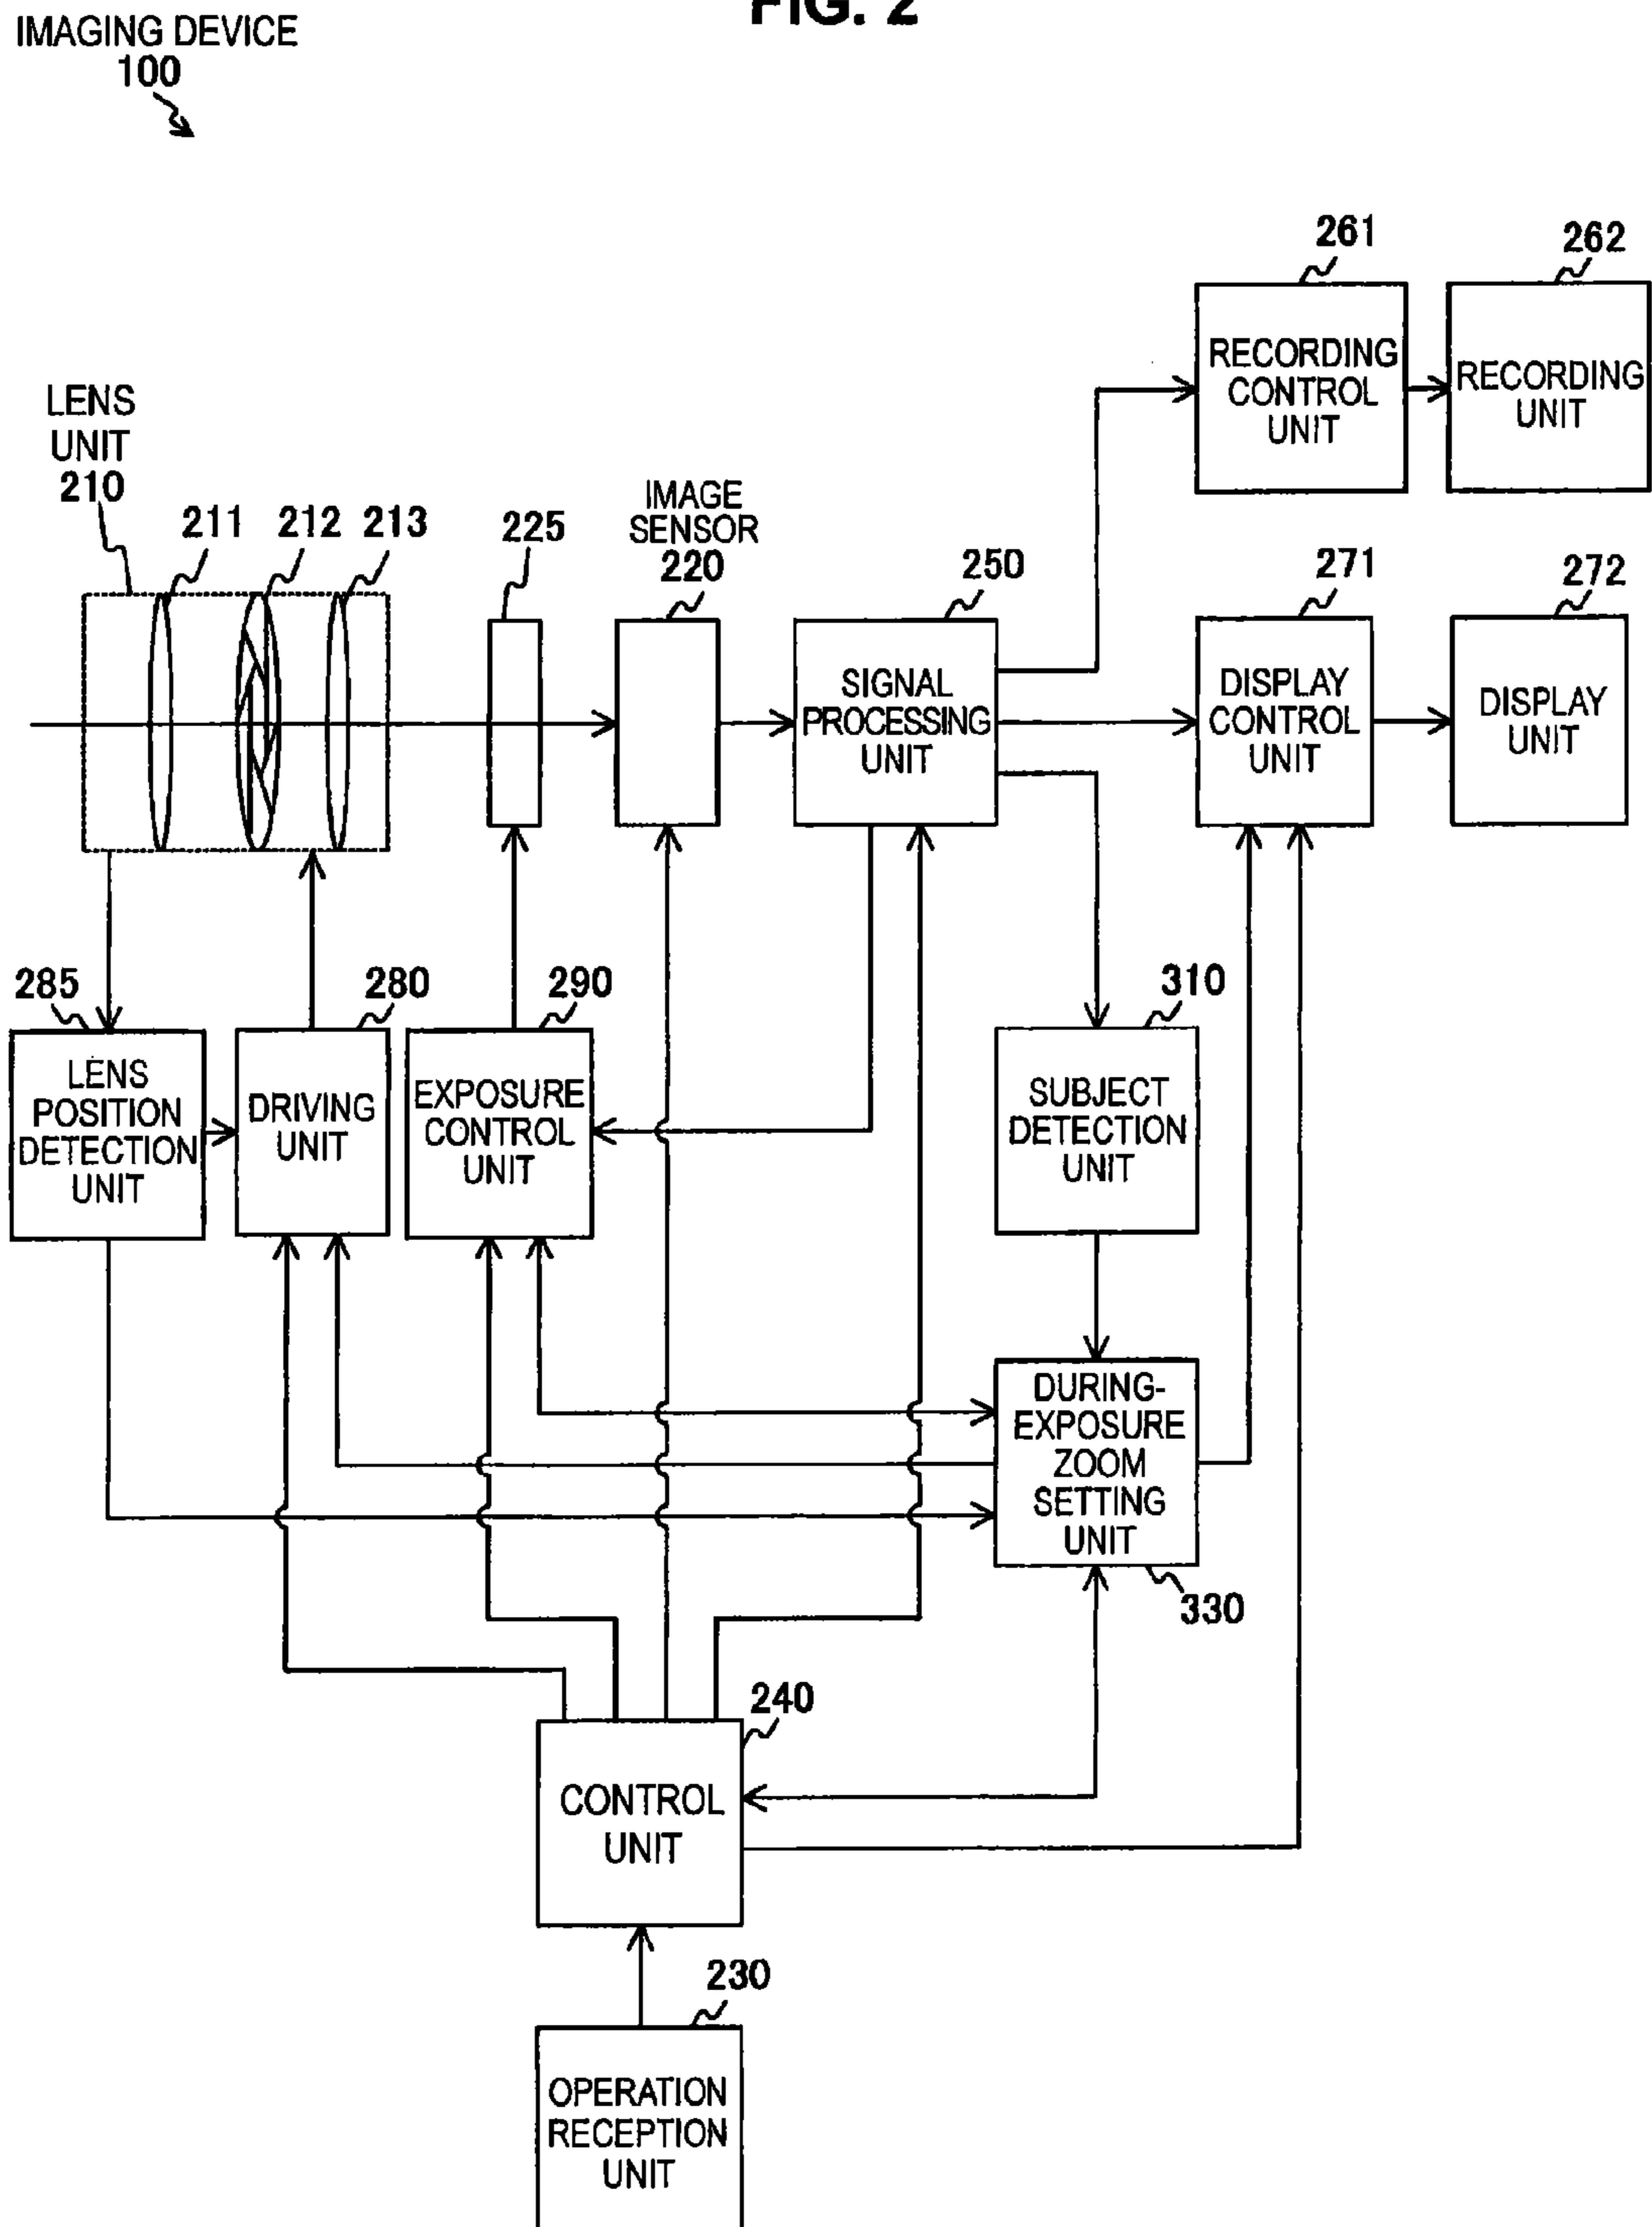 FIG. 2
IMAGING DEVICE
100
261
262
RECORDING
CONTROL
UNIT
RECORDING
UNIT
LENS
UNIT
210
211
212
213
225
IMAGE
SENSOR
220
250
271
272
SIGNAL
PROCESSING
UNIT
DISPLAY
CONTROL
UNIT
DISPLAY
UNIT
285
280
290
310
LENS
POSITION
DETECTION
UNIT
DRIVING
UNIT
EXPOSURE
CONTROL
UNIT
SUBJECT
DETECTION
UNIT
DURING-
EXPOSURE
ZOOM
SETTING
UNIT
330
240
CONTROL
UNIT
230
OPERATION
RECEPTION
UNIT